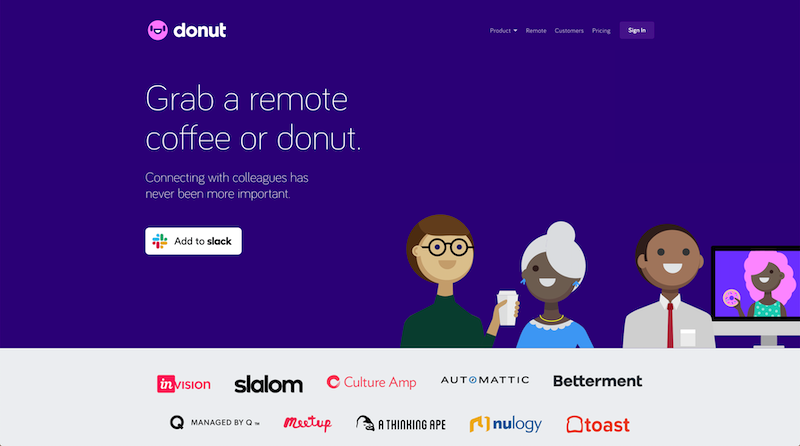 donut
Product Remote Customers Pricing Sign In
Grab a remote
coffee or donut.
Connecting with colleagues has
never been more important.
Add to slack
inVISION slalom Culture Amp AUTOMATTIC Betterment
Q MANAGED BY Q ™ Meetup A THINKING APE nulogy toast